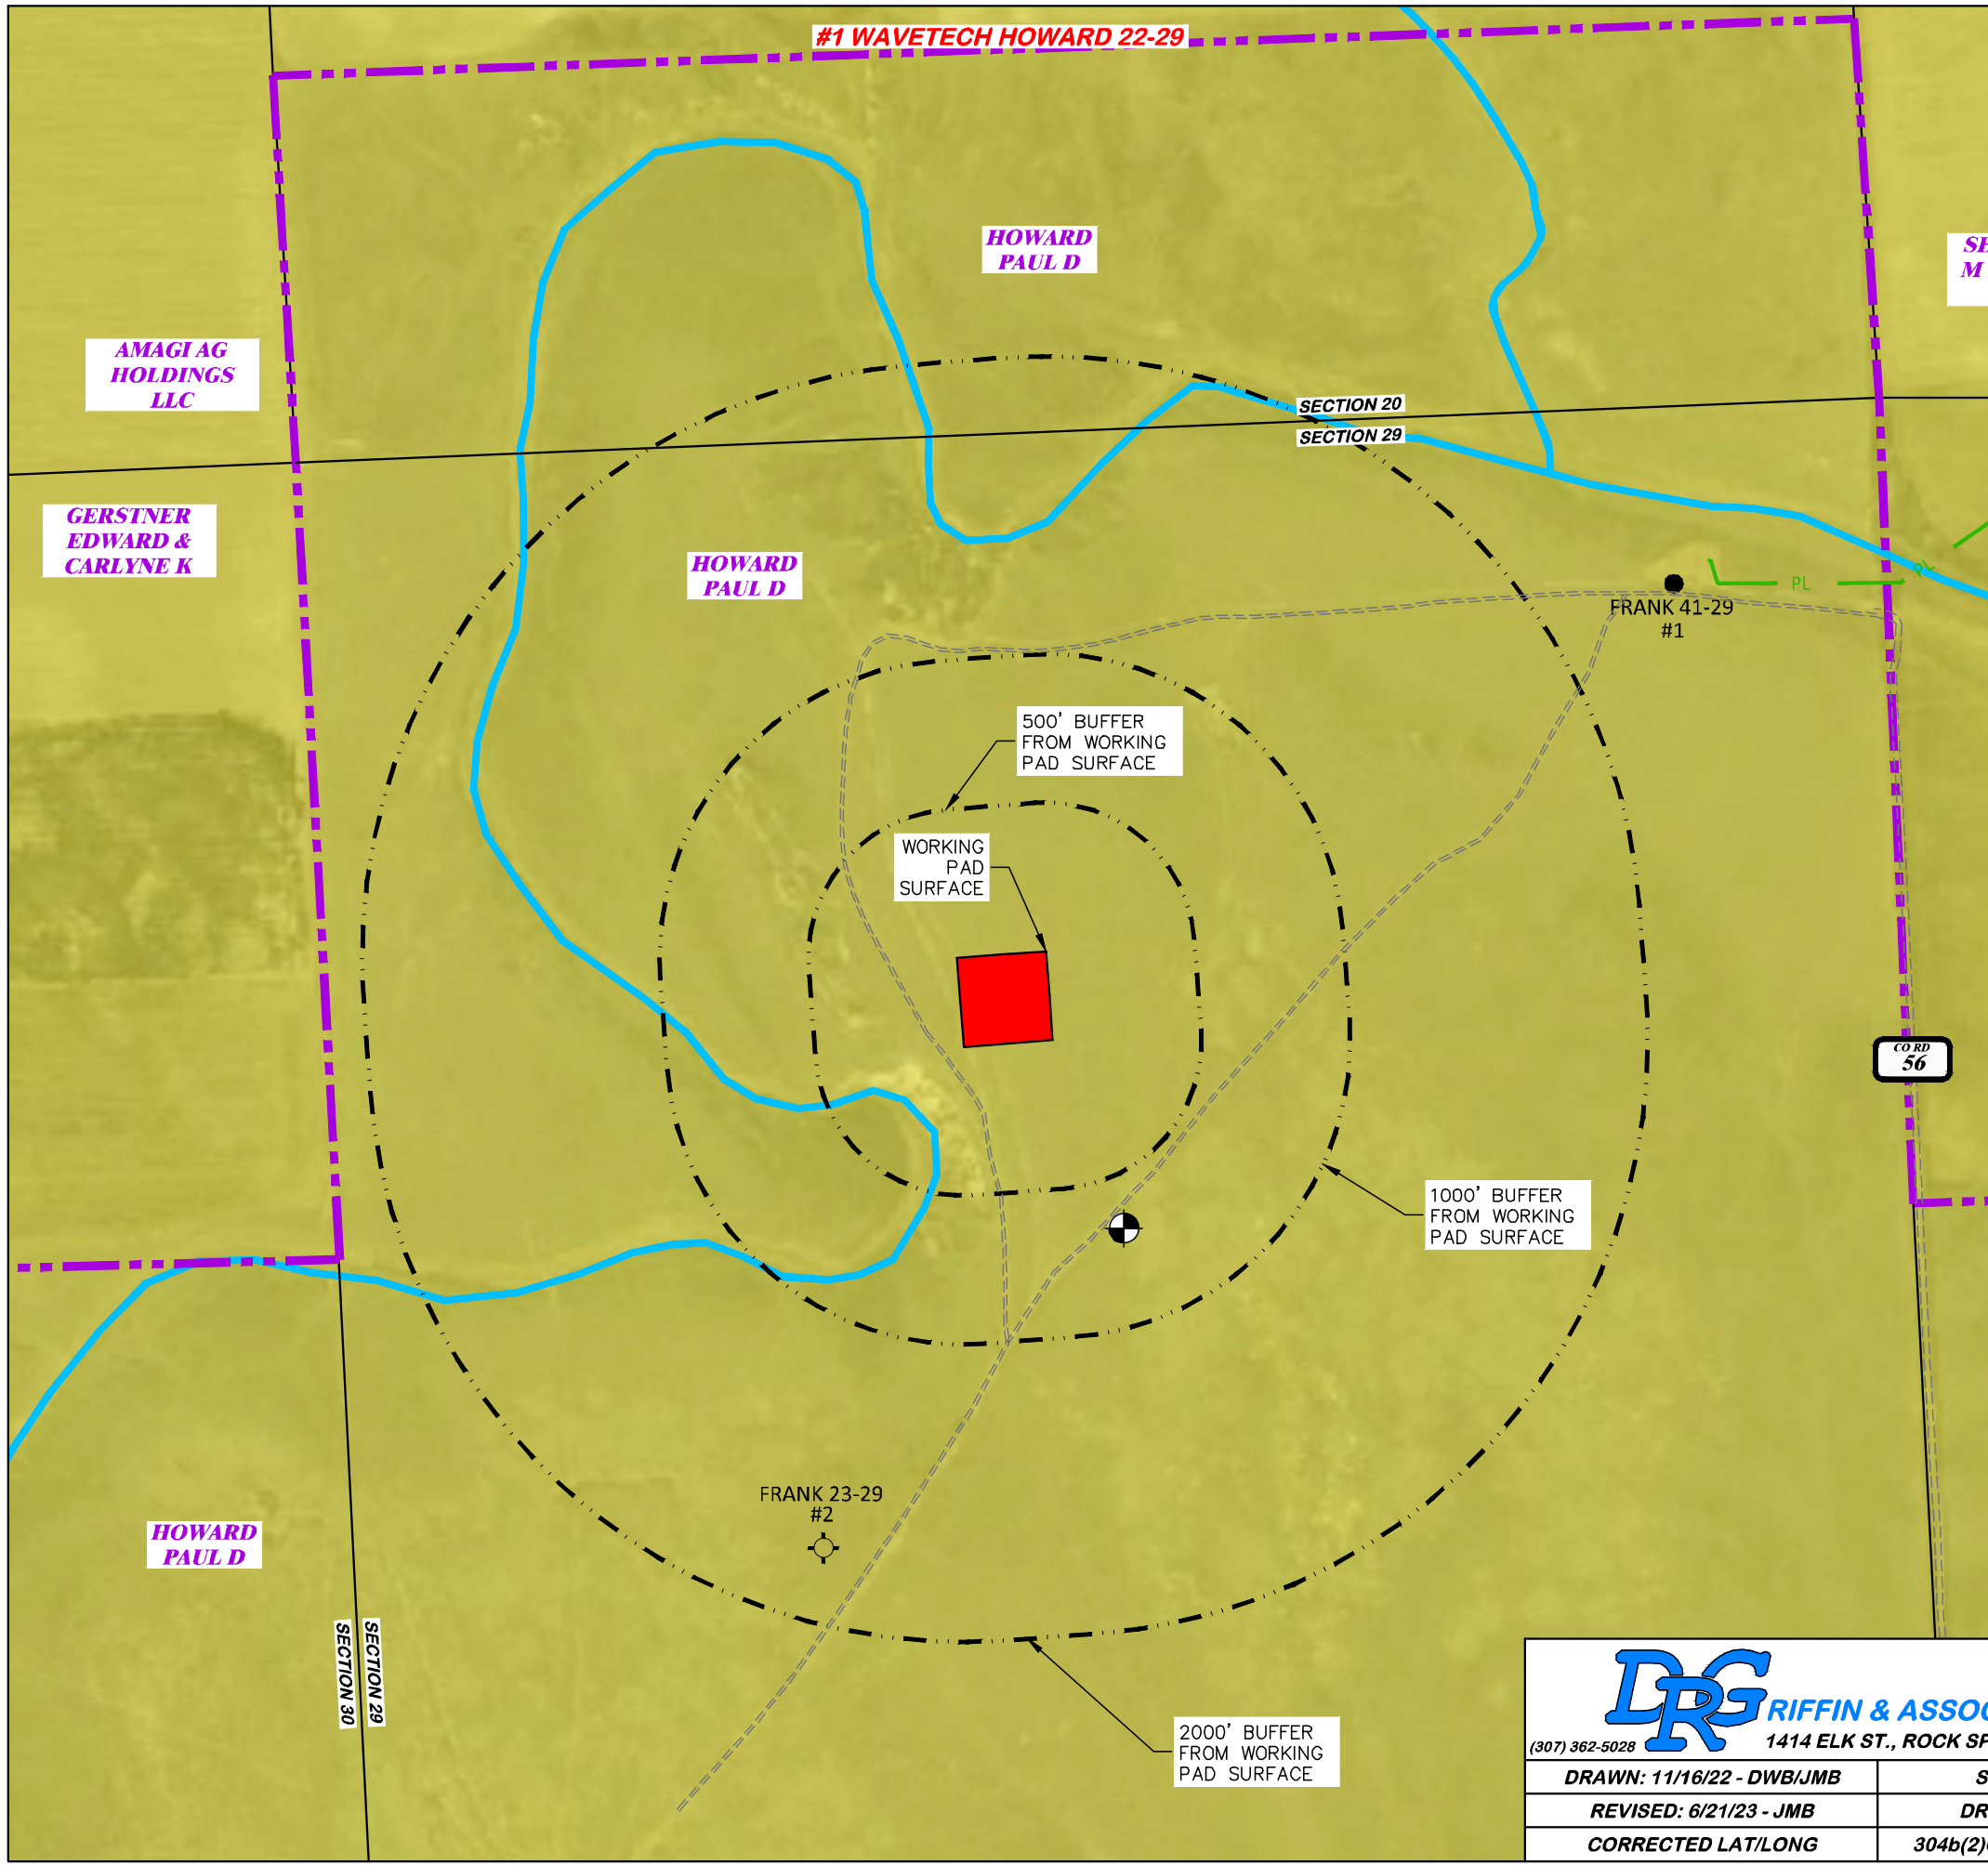 #1 WAVETECH HOWARD 22-29
HOWARD
PAUL D
AMAGI AG
HOLDINGS
LLC
SECTION 20
SECTION 29
GERSTNER
EDWARD &
CARLYNE K
HOWARD
PAUL D
PL
PL
FRANK 41-29
#1
500' BUFFER
FROM WORKING
PAD SURFACE
WORKING
PAD
SURFACE
CO RD
56
1000' BUFFER
FROM WORKING
PAD SURFACE
FRANK 23-29
#2
HOWARD
PAUL D
SECTION 29
SECTION 30
2000' BUFFER
FROM WORKING
PAD SURFACE
DRG
RIFFIN & ASSOC
(307) 362-5028
1414 ELK ST., ROCK SP
DRAWN: 11/16/22 - DWB/JMB
REVISED: 6/21/23 - JMB
CORRECTED LAT/LONG
304b(2)